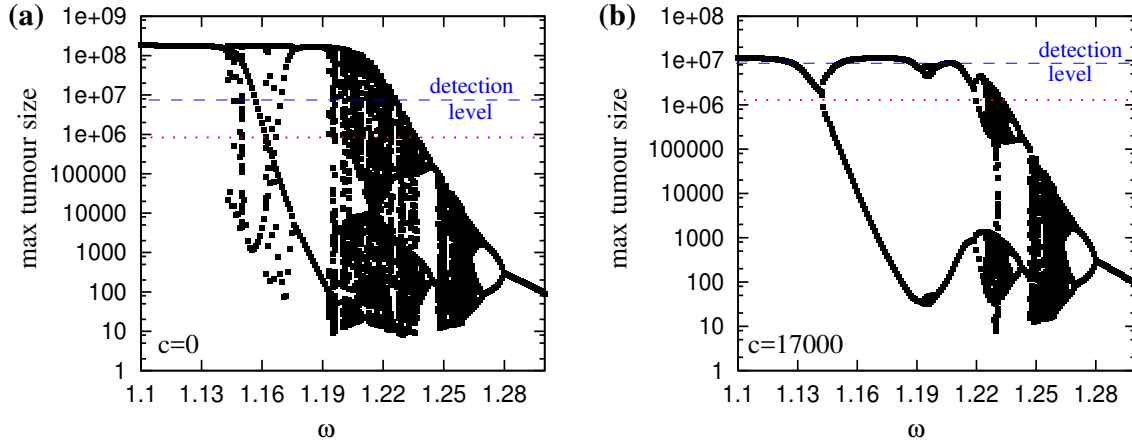 (a)
1e+09
1e+08
1e+07
1e+06
100000
10000
1000
100
10
1
max tumour size
detection
level
c=0
1.1 1.13 1.16 1.19 1.22 1.25 1.28
ω
(b)
1e+08
1e+07
1e+06
100000
10000
1000
100
10
1
max tumour size
detection
level
c=17000
1.1 1.13 1.16 1.19 1.22 1.25 1.28
ω